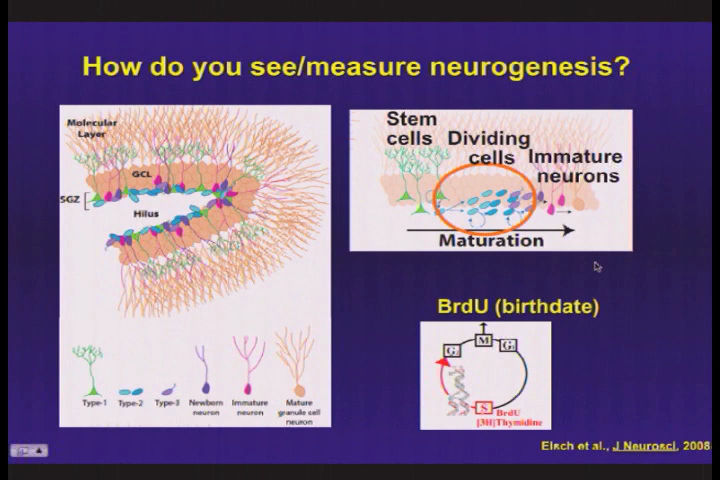 How do you see/measure neurogenesis?
Molecular
Layer
GCL
SGZ
Hilus
Type-1
Type-2
Type-3
Newborn
neuron
Immature
neuron
Mature
granule cell
neuron
Stem
cells
Dividing
cells
Immature
neurons
Maturation
BrdU (birthdate)
M
G₂
G₁
S
BrdU
[3H]Thymidine
Eisch et al., J Neurosci, 2008